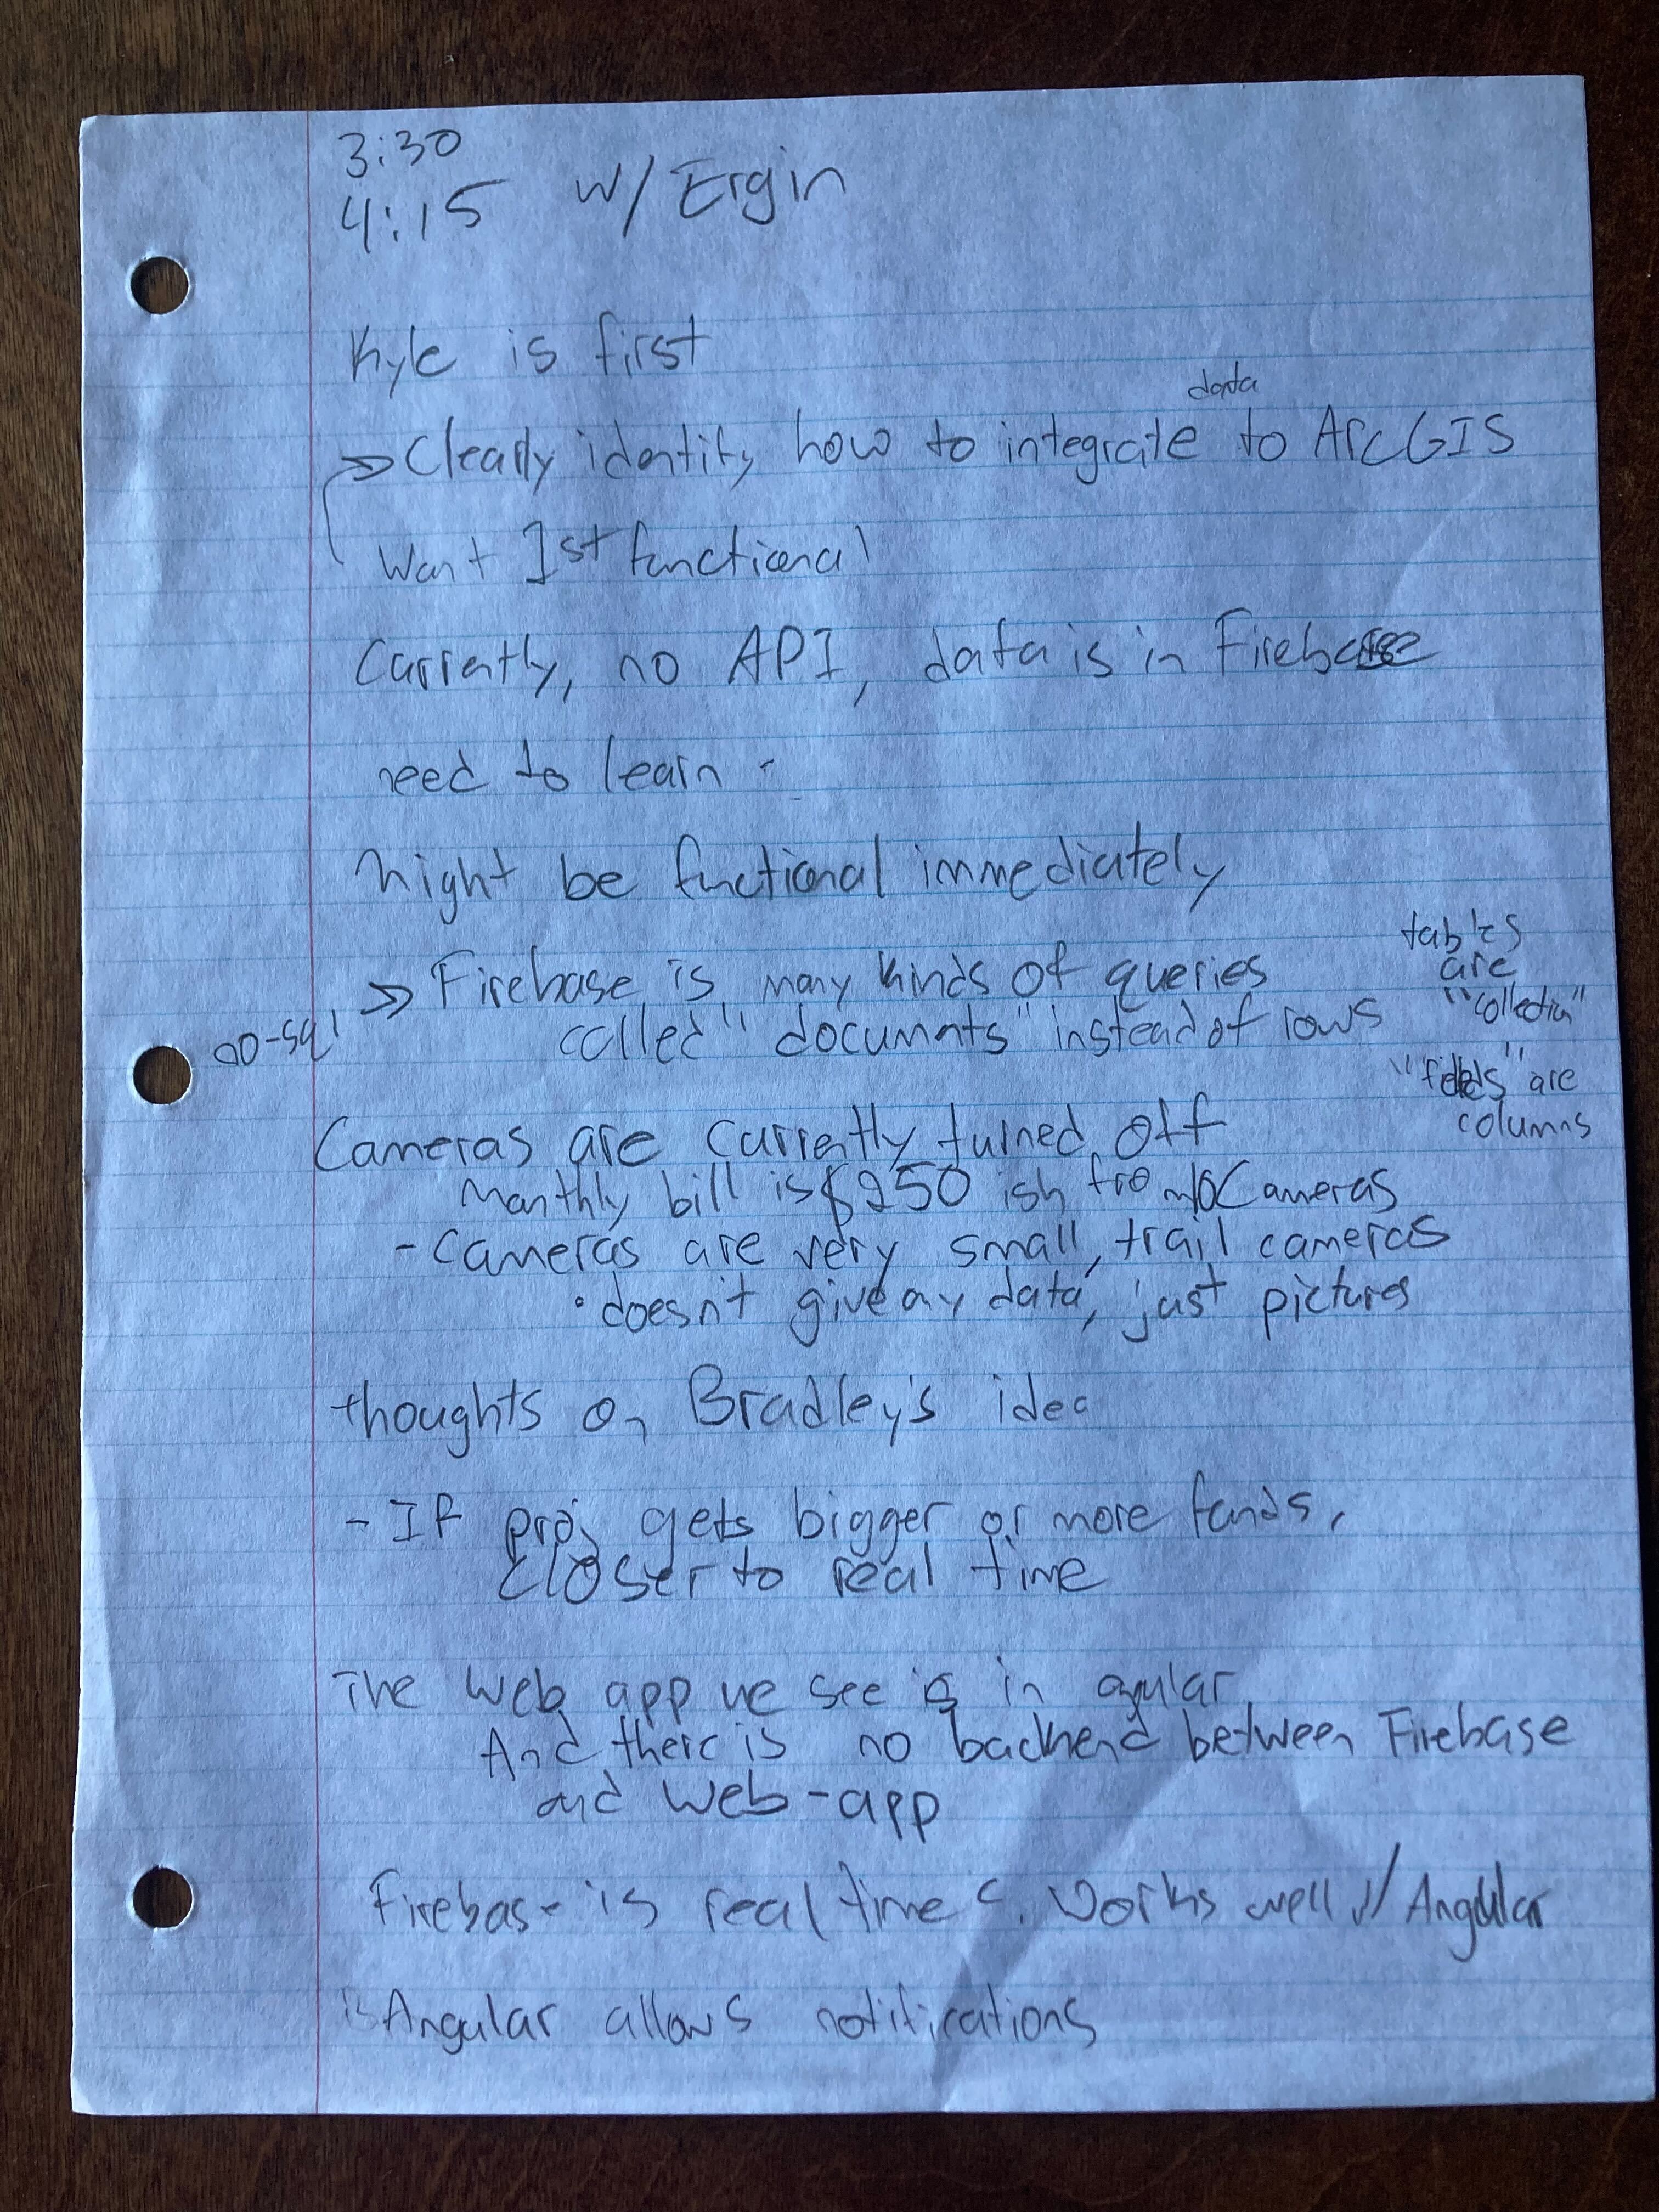 3:30
4:15 w/ Ergin
Kyle is first
data
→ Clearly identify how to integrate to ArcGIS
Want 1st functional
Currently, no API, data is in Firebase
need to learn -
might be functional immediately
tables
are
"collection"
→ Firebase is many kinds of queries
no-sql
called "documents" instead of rows
"fields" are
columns
Cameras are currently turned off
Monthly bill is $250 ish from Cameras
- cameras are very small, trail cameras
• doesn't give any data, just pictures
thoughts on Bradley's idea
- If proj gets bigger or more funds,
closer to real time
The web app we see is in agular
And there is no backend between Firebase
and web-app
Firebase is real time works well w/ Angular
Angular allows notifications